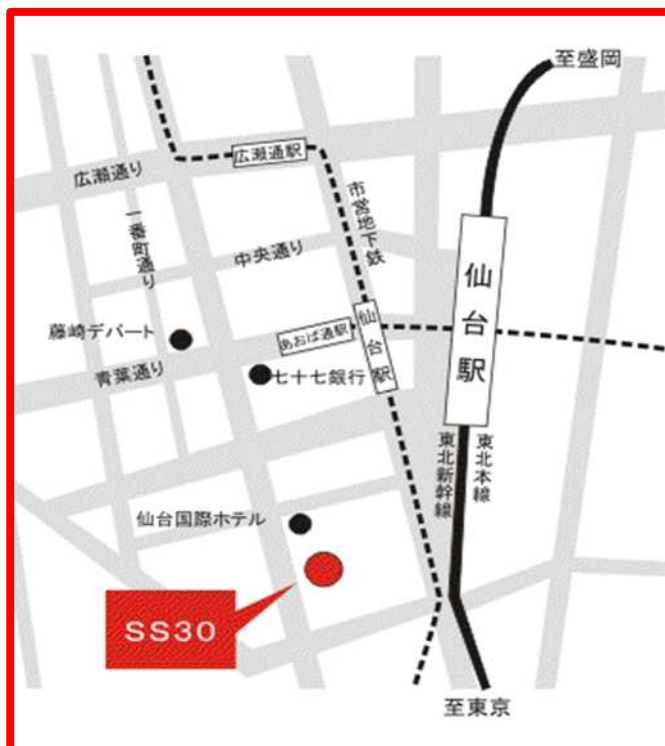 至盛岡
広瀬通駅
広瀬通り
一番町通り
中央通り
市営地下鉄
仙台駅
藤崎デパート
あおば通駅
仙台駅
青葉通り
七十七銀行
東北新幹線
東北本線
仙台国際ホテル
SS30
至東京